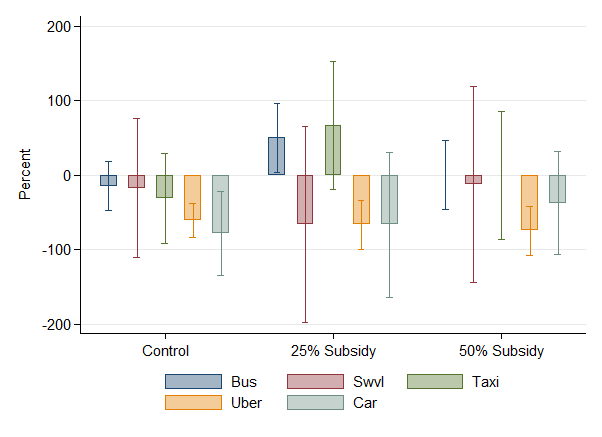 200
100
0
-100
-200
Percent
Control 25% Subsidy 50% Subsidy
Bus Swvl Taxi
Uber Car